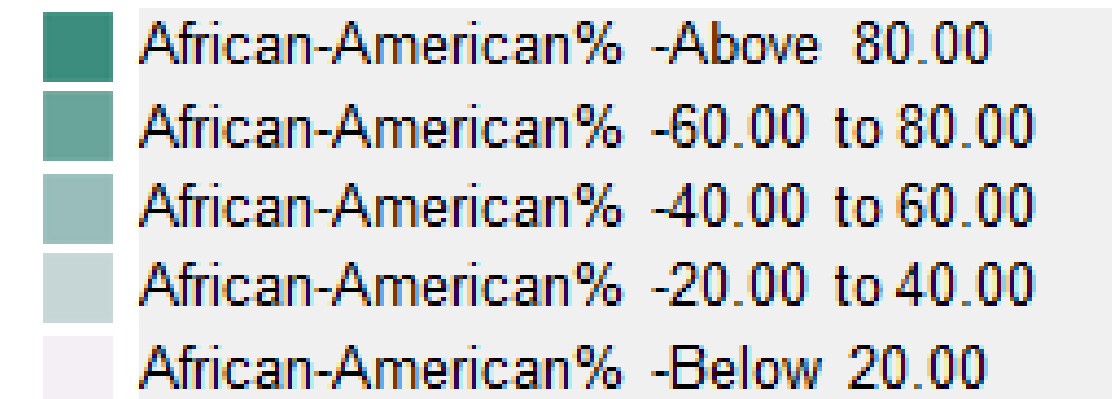 African-American% -Above 80.00
African-American% -60.00 to 80.00
African-American% -40.00 to 60.00
African-American% -20.00 to 40.00
African-American% -Below 20.00